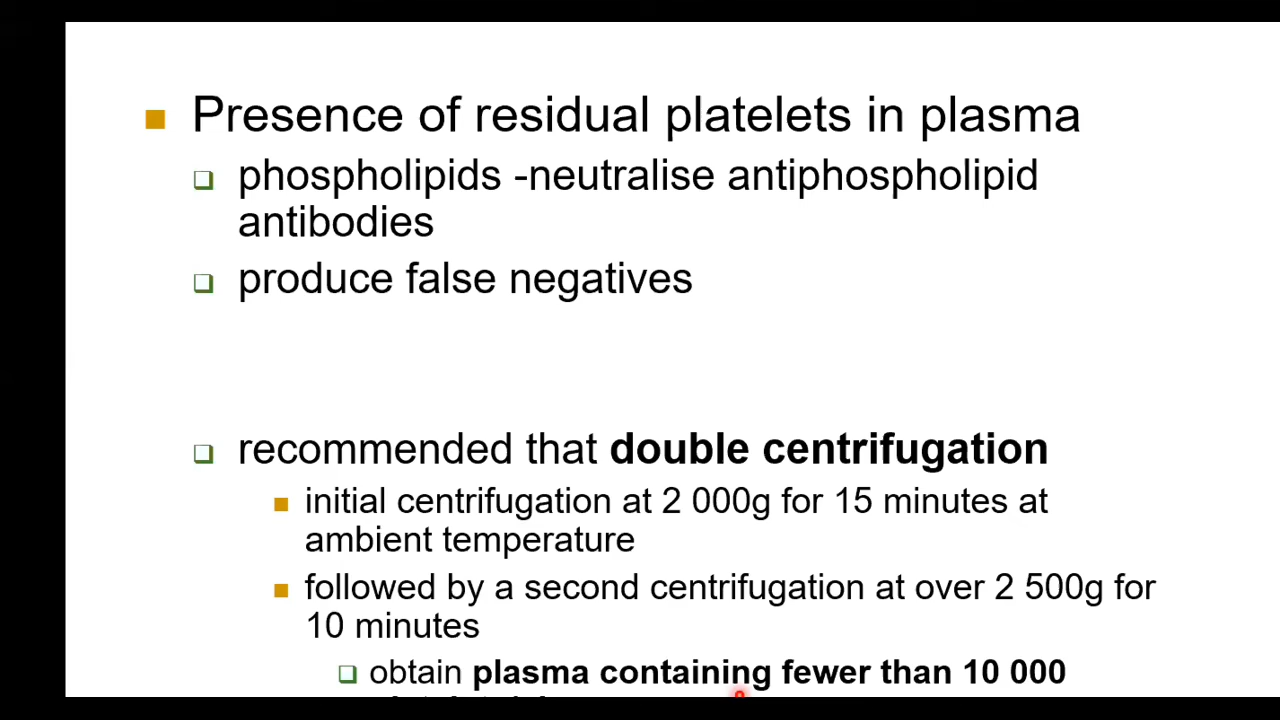 Presence of residual platelets in plasma
phospholipids -neutralise antiphospholipid
antibodies
produce false negatives
recommended that double centrifugation
initial centrifugation at 2 000g for 15 minutes at
ambient temperature
followed by a second centrifugation at over 2 500g for
10 minutes
obtain plasma containing fewer than 10 000